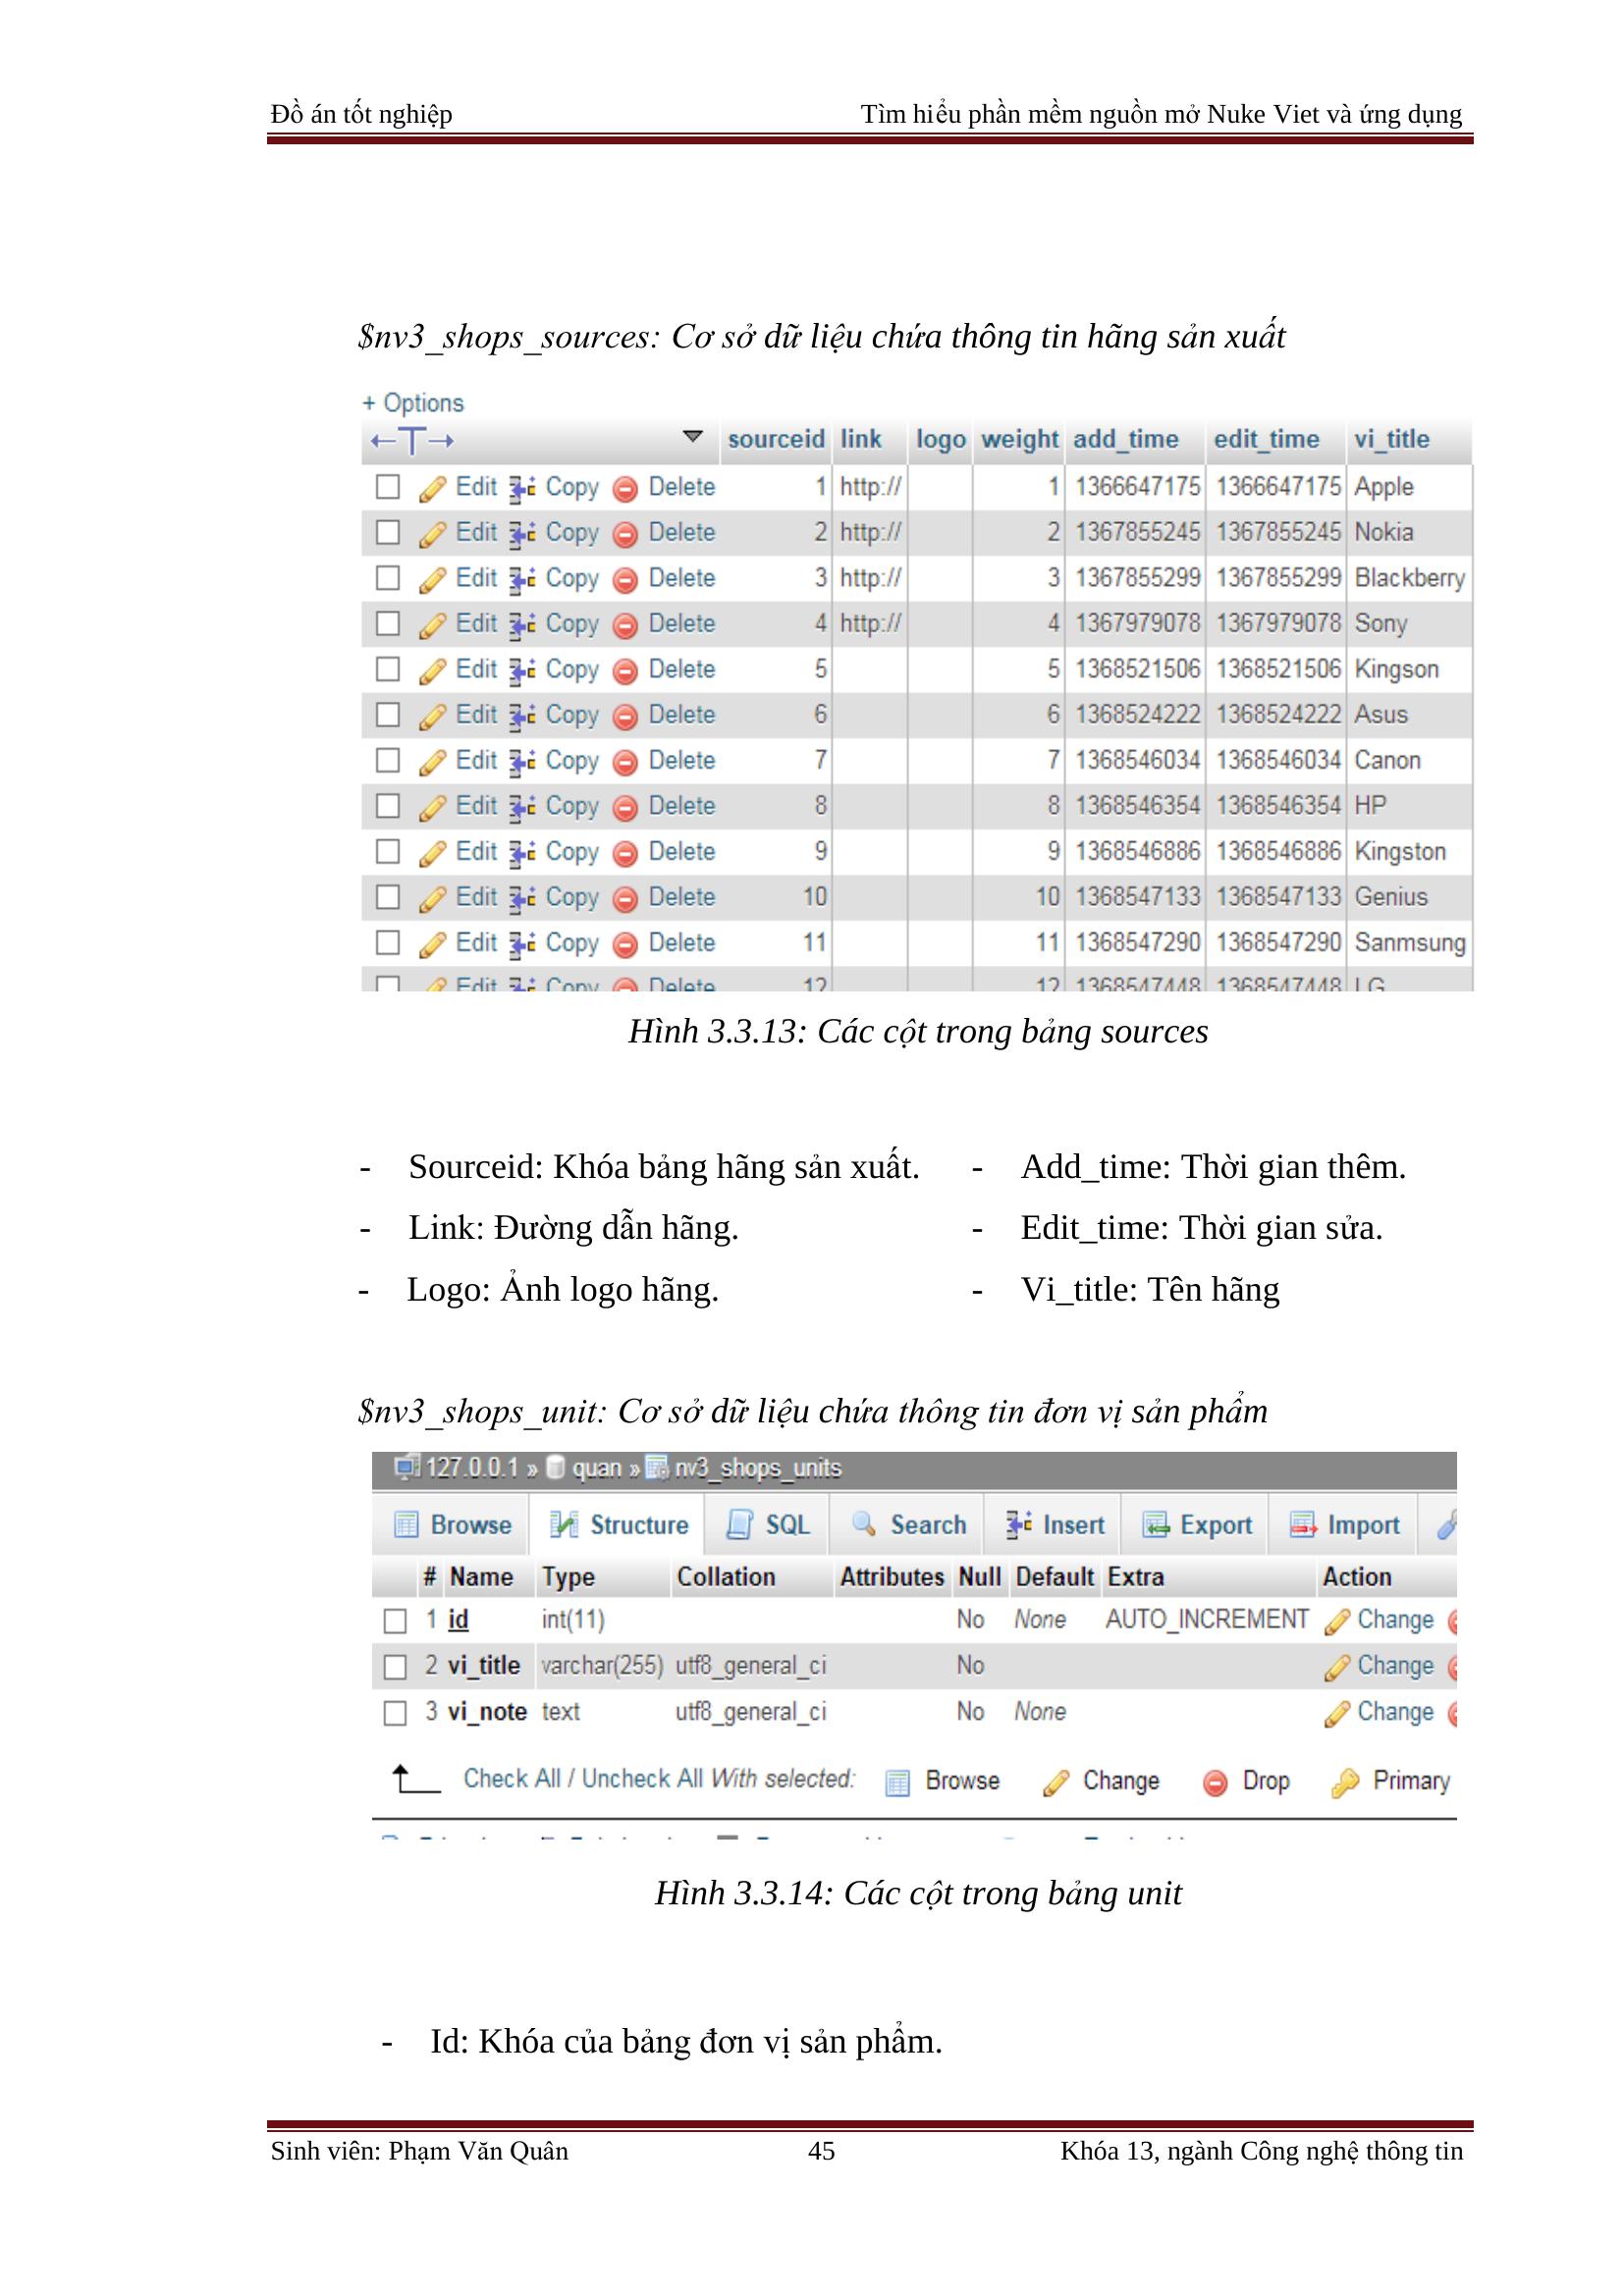 Đồ án tốt nghiệp Tìm hiểu phần mềm nguồn mở Nuke Viet và ứng dụng
$nv3_shops_sources: Cơ sở dữ liệu chứa thông tin hãng sản xuất
+ Options
←T→ sourceid link logo weight add_time edit_time vi_title
Edit Copy Delete 1 http:// 1 1366647175 1366647175 Apple
Edit Copy Delete 2 http:// 2 1367855245 1367855245 Nokia
Edit Copy Delete 3 http:// 3 1367855299 1367855299 Blackberry
Edit Copy Delete 4 http:// 4 1367979078 1367979078 Sony
Edit Copy Delete 5 5 1368521506 1368521506 Kingson
Edit Copy Delete 6 6 1368524222 1368524222 Asus
Edit Copy Delete 7 7 1368546034 1368546034 Canon
Edit Copy Delete 8 8 1368546354 1368546354 HP
Edit Copy Delete 9 9 1368546886 1368546886 Kingston
Edit Copy Delete 10 10 1368547133 1368547133 Genius
Edit Copy Delete 11 11 1368547290 1368547290 Sanmsung
Edit Copy Delete 12 12 1368547448 1368547448 LG
Hình 3.3.13: Các cột trong bảng sources
- Sourceid: Khóa bảng hãng sản xuất.
- Link: Đường dẫn hãng.
- Logo: Ảnh logo hãng.
- Add_time: Thời gian thêm.
- Edit_time: Thời gian sửa.
- Vi_title: Tên hãng
$nv3_shops_unit: Cơ sở dữ liệu chứa thông tin đơn vị sản phẩm
127.0.0.1 » quan » nv3_shops_units
Browse Structure SQL Search Insert Export Import
# Name Type Collation Attributes Null Default Extra Action
1 id int(11) No None AUTO_INCREMENT Change
2 vi_title varchar(255) utf8_general_ci No Change
3 vi_note text utf8_general_ci No None Change
Check All / Uncheck All With selected: Browse Change Drop Primary
Hình 3.3.14: Các cột trong bảng unit
- Id: Khóa của bảng đơn vị sản phẩm.
Sinh viên: Phạm Văn Quân 45 Khóa 13, ngành Công nghệ thông tin